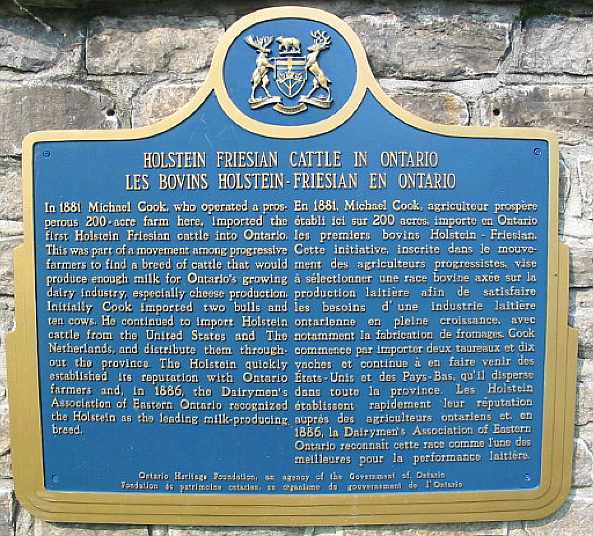 HOLSTEIN FRIESIAN CATTLE IN ONTARIO
LES BOVINS HOLSTEIN-FRIESIAN EN ONTARIO
In 1881 Michael Cook, who operated a pros-
perous 200-acre farm here, imported the
first Holstein Friesian cattle into Ontario.
This was part of a movement among progressive
farmers to find a breed of cattle that would
produce enough milk for Ontario's growing
dairy industry, especially cheese production.
Initially Cook imported two bulls and
ten cows. He continued to import Holstein
cattle from the United States and The
Netherlands, and distribute them through-
out the province. The Holstein quickly
established its reputation with Ontario
farmers and, in 1886, the Dairymen's
Association of Eastern Ontario recognized
the Holstein as the leading milk-producing
breed.
En 1881, Michael Cook, agriculteur prospère
établi ici sur 200 acres, importe en Ontario
les premiers bovins Holstein - Friesian.
Cette initiative, inscrite dans le mouve-
ment des agriculteurs progressistes, vise
à sélectionner une race bovine axée sur la
production laitière afin de satisfaire
les besoins d'une industrie laitière
ontarienne en pleine croissance, avec
notamment la fabrication de fromages. Cook
commence par importer deux taureaux et dix
vaches et continue à en faire venir des
États-Unis et des Pays-Bas, qu'il disperse
dans toute la province. Les Holstein
établissent rapidement leur réputation
auprès des agriculteurs ontariens et, en
1886, la Dairymen's Association of Eastern
Ontario reconnaît cette race comme l'une des
meilleures pour la performance laitière.
Ontario Heritage Foundation, an agency of the Government of Ontario
Fondation du patrimoine ontarien, un organisme du gouvernement de l'Ontario